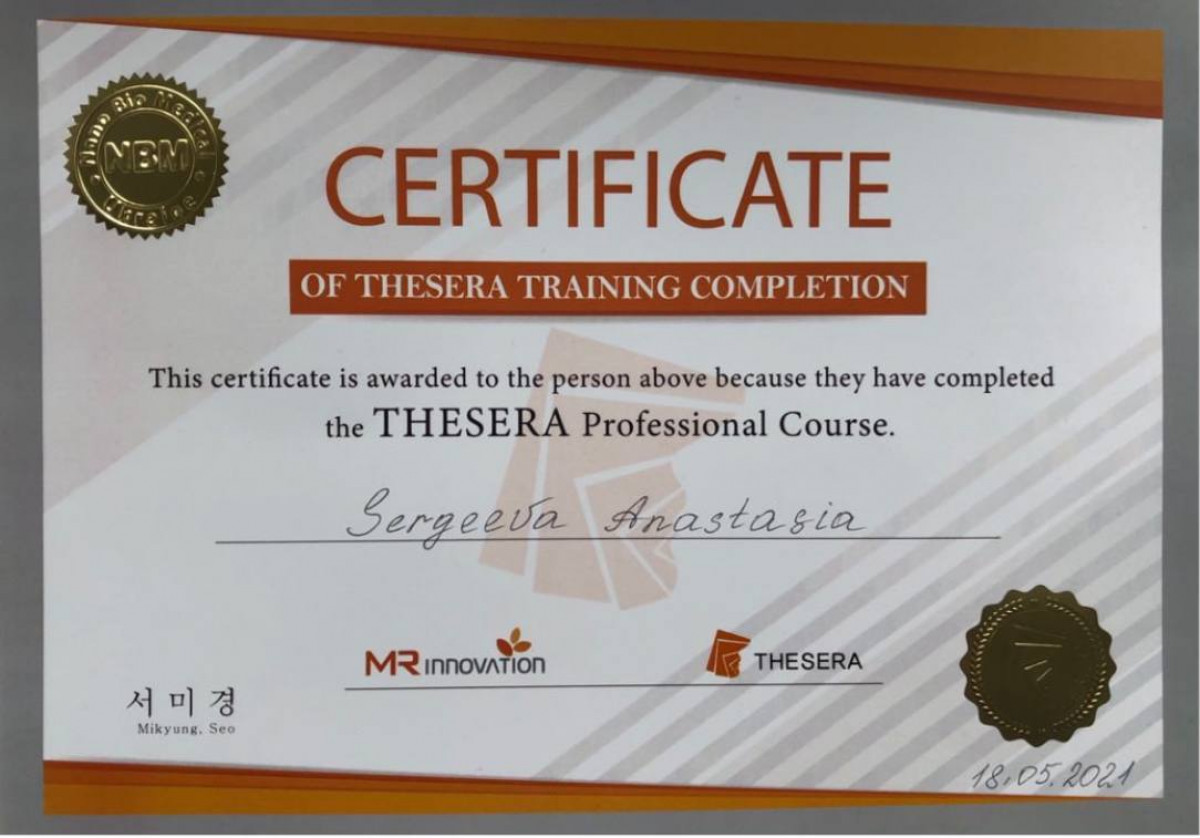 Nano Bio Medical
NBM
Ukraine
CERTIFICATE
OF THESERA TRAINING COMPLETION
This certificate is awarded to the person above because they have completed
the THESERA Professional Course.
Sergeeva Anastasia
MR INNOVATION
THESERA
서 미 경
Mikyung, Seo
18.05.2021